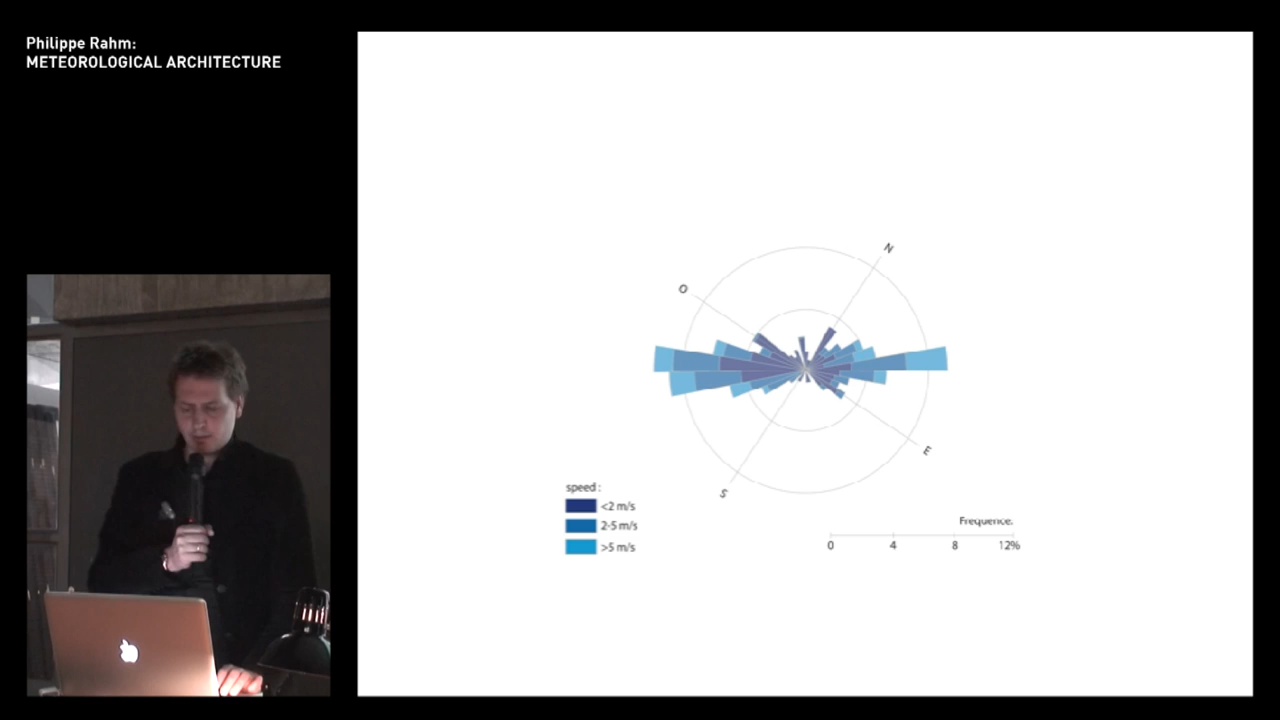 Philippe Rahm:
METEOROLOGICAL ARCHITECTURE
N
O
E
S
speed :
<2 m/s
2-5 m/s
>5 m/s
Frequence.
0 4 8 12%